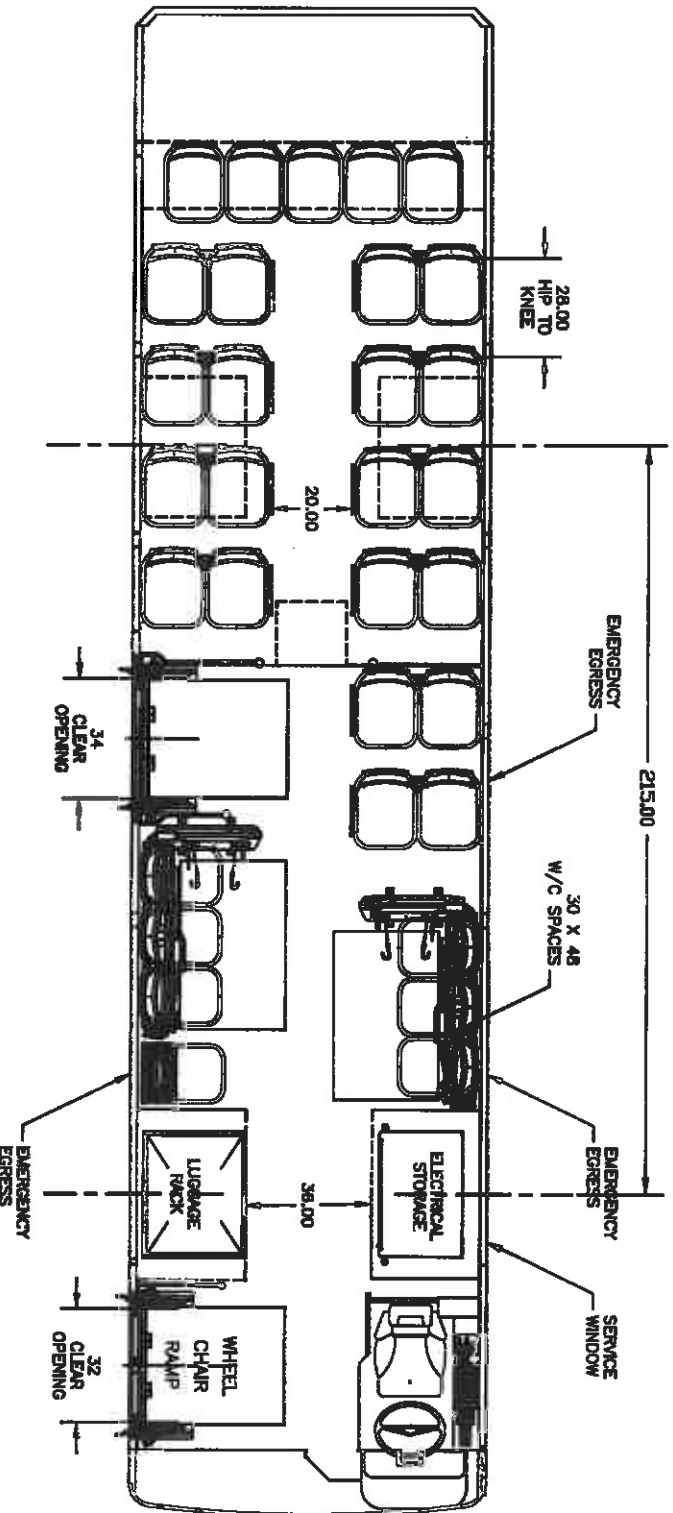 28.00
HIP TO
KNEE
20.00
EMERGENCY
EGRESS
215.00
34
CLEAR
OPENING
30 X 48
W/C SPACES
EMERGENCY
EGRESS
EMERGENCY
EGRESS
ELECTRICAL
STORAGE
LUGGAGE
RACK
36.00
SERVICE
WINDOW
WHEEL
CHAIR
RAMP
32
CLEAR
OPENING